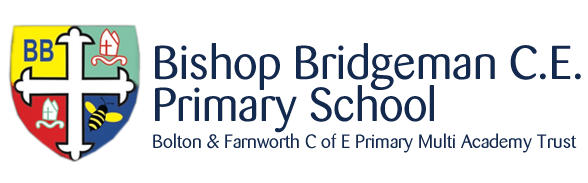 BB
Bishop Bridgeman C.E.
Primary School
Bolton & Farnworth C of E Primary Multi Academy Trust